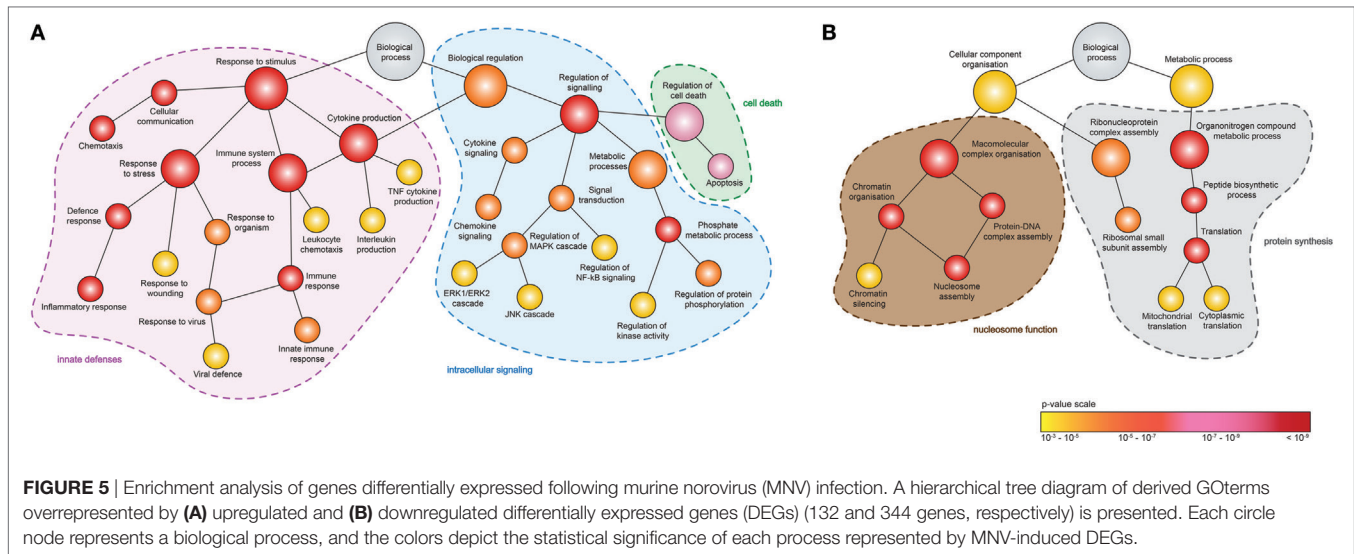 A
Biological
process
Response to stimulus
Biological regulation
Regulation of
signalling
Regulation of
cell death
cell death
Cellular
communication
Cytokine production
Chemotaxis
Immune system
process
Cytokine
signaling
Metabolic
processes
Apoptosis
Response
to stress
TNF cytokine
production
Signal
transduction
Defence
response
Response to
organism
Leukocyte
chemotaxis
Interleukin
production
Chemokine
signaling
Regulation of
MAPK cascade
Phosphate
metabolic process
Regulation of
NF-kB signaling
Response to
wounding
Immune
response
ERK1/ERK2
cascade
Inflammatory response
JNK cascade
Regulation of protein
phosphorylation
Response to virus
Regulation of
kinase activity
Innate immune
response
innate defenses
Viral defence
intracellular signaling
B
Cellular component
organisation
Biological
process
Metabolic process
Ribonucleoprotein
complex assembly
Organonitrogen compound
metabolic process
Macomolecular
complex organisation
Chromatin
organisation
Peptide biosynthetic
process
Protein-DNA
complex assembly
Ribosomal small
subunit assembly
Translation
protein synthesis
Chromatin
silencing
Nucleosome
assembly
Mitochondrial
translation
Cytoplasmic
translation
nucleosome function
p-value scale
10-3 - 10-5
10-5 - 10-7
10-7 - 10-9
< 10-9
FIGURE 5 | Enrichment analysis of genes differentially expressed following murine norovirus (MNV) infection. A hierarchical tree diagram of derived GOterms
overrepresented by (A) upregulated and (B) downregulated differentially expressed genes (DEGs) (132 and 344 genes, respectively) is presented. Each circle
node represents a biological process, and the colors depict the statistical significance of each process represented by MNV-induced DEGs.